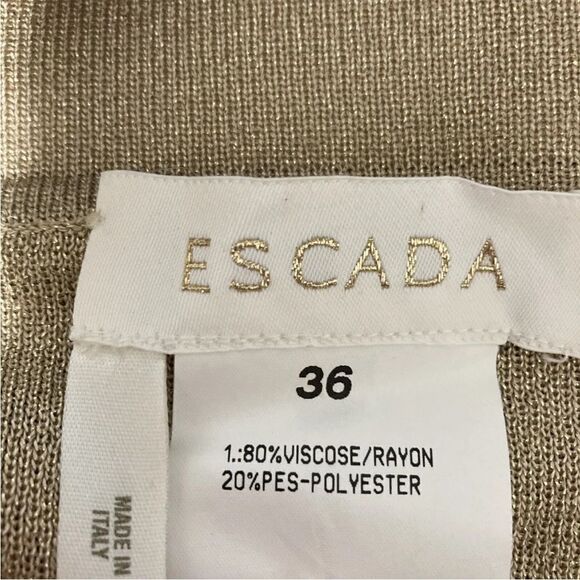 ESCADA
36
1.:80%VISCOSE/RAYON
20%PES-POLYESTER
MADE IN
ITALY